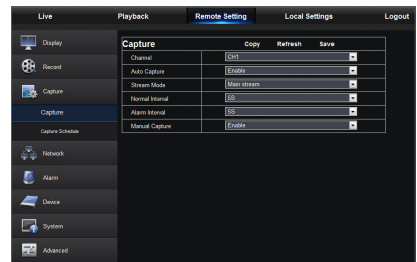 Live Playback Remote Setting Local Settings Logout
Display
Record
Capture
Capture
Capture Schedule
Network
Alarm
Device
System
Advanced
Capture Copy Refresh Save
Channel CH1
Auto Capture Enable
Stream Mode Main stream
Normal Interval 5S
Alarm Interval 5S
Manual Capture Enable